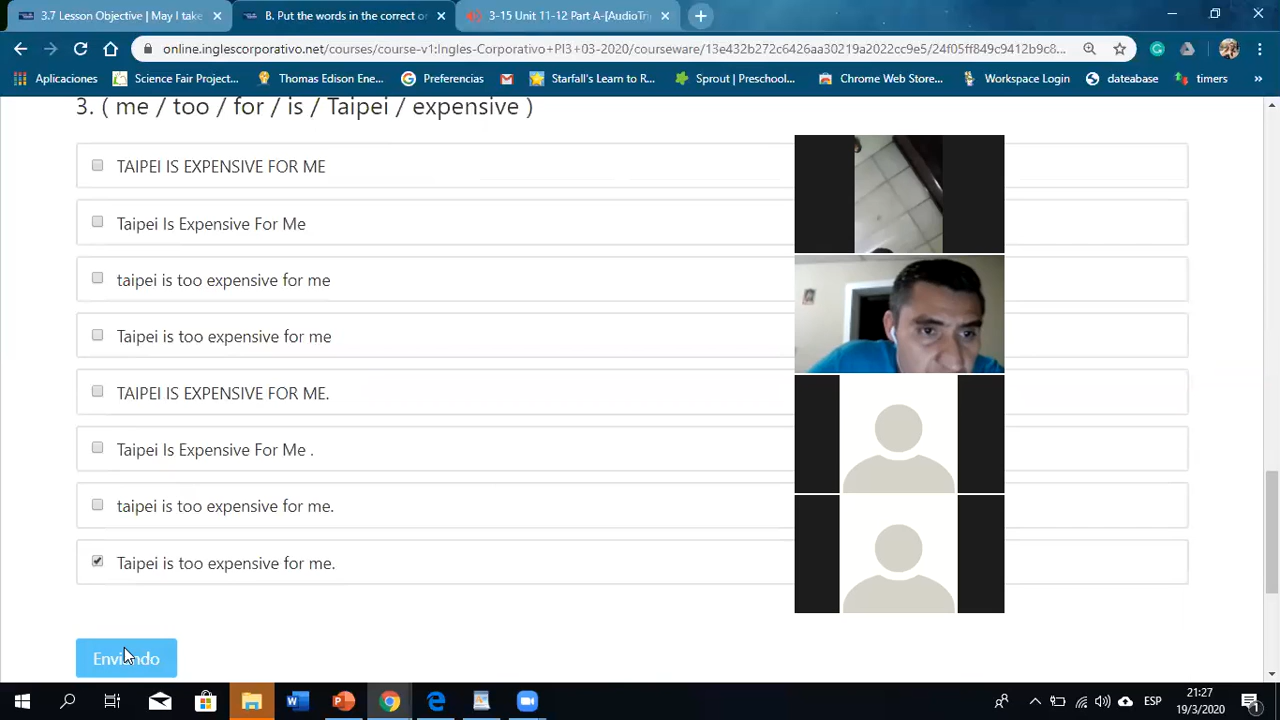 3.7 Lesson Objective | May I take
B. Put the words in the correct or
3-15 Unit 11-12 Part A-[AudioTri
online.inglescorporativo.net/courses/course-v1:Ingles-Corporativo+PI3+03-2020/courseware/13e432b272c6426aa30219a2022cc9e5/24f05ff849c9412b9c8...
Aplicaciones
Science Fair Project...
Thomas Edison Ene...
Preferencias
Starfall's Learn to R...
Sprout | Preschool...
Chrome Web Store...
Workspace Login
dateabase
timers
»
3. ( me / too / for / is / Taipei / expensive )
TAIPEI IS EXPENSIVE FOR ME
Taipei Is Expensive For Me
taipei is too expensive for me
Taipei is too expensive for me
TAIPEI IS EXPENSIVE FOR ME.
Taipei Is Expensive For Me .
taipei is too expensive for me.
Taipei is too expensive for me.
Enviando
ESP
21:27
19/3/2020